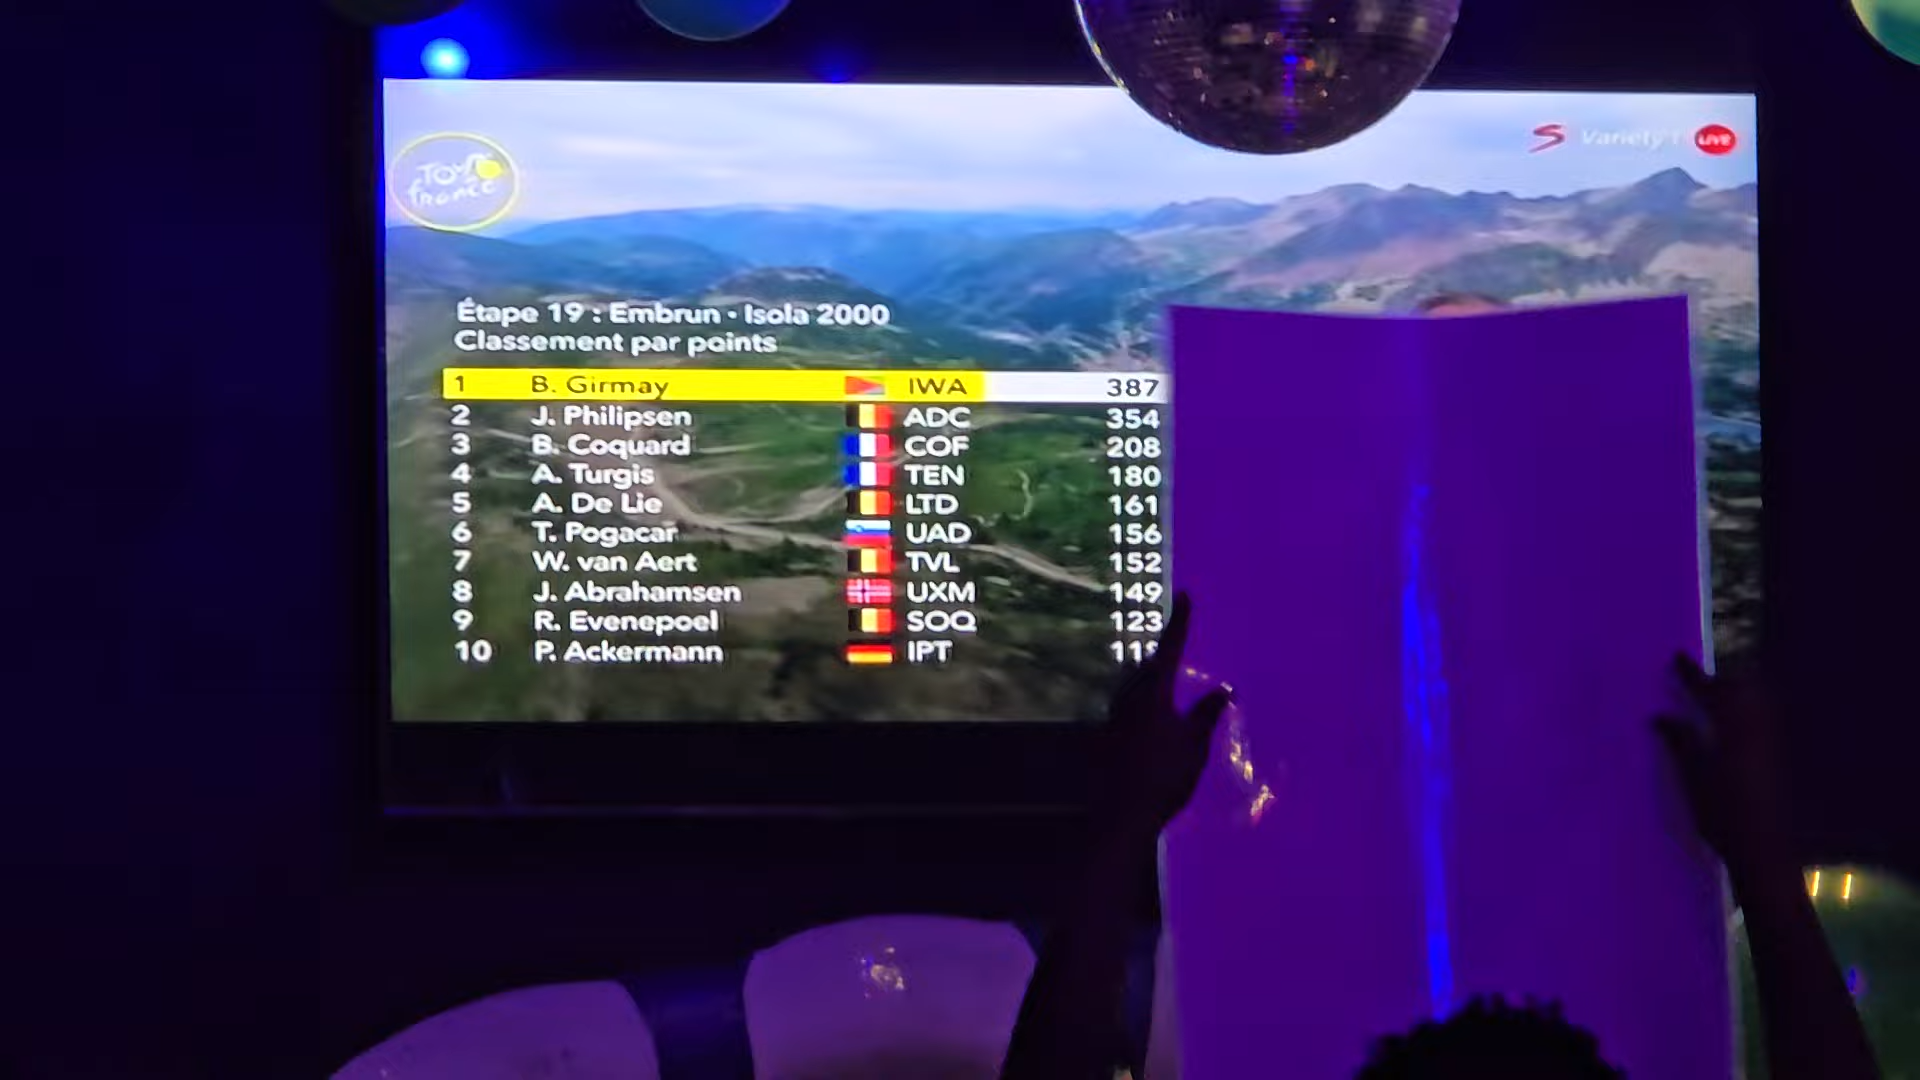 Tour de france
S Variety 1 LIVE
Étape 19 : Embrun • Isola 2000
Classement par points
1 B. Girmay IWA 387
2 J. Philipsen ADC 354
3 B. Coquard COF 208
4 A. Turgis TEN 180
5 A. De Lie LTD 161
6 T. Pogacar UAD 156
7 W. van Aert TVL 152
8 J. Abrahamsen UXM 149
9 R. Evenepoel SOQ 123
10 P. Ackermann IPT